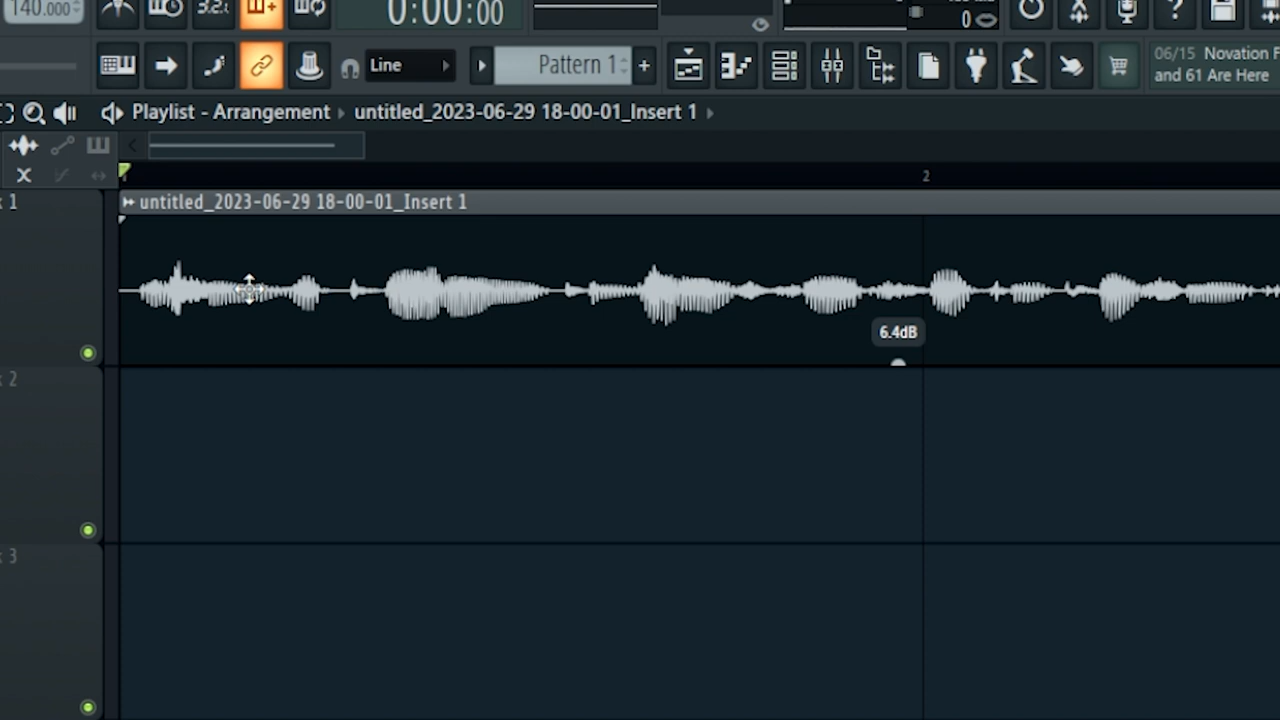 140.000
3.2.1
0:00:00
0
Line
Pattern 1
+
06/15 Novation F
and 61 Are Here
Playlist - Arrangement › untitled_2023-06-29 18-00-01_Insert 1 ›
2
k 1
untitled_2023-06-29 18-00-01_Insert 1
6.4dB
k 2
k 3